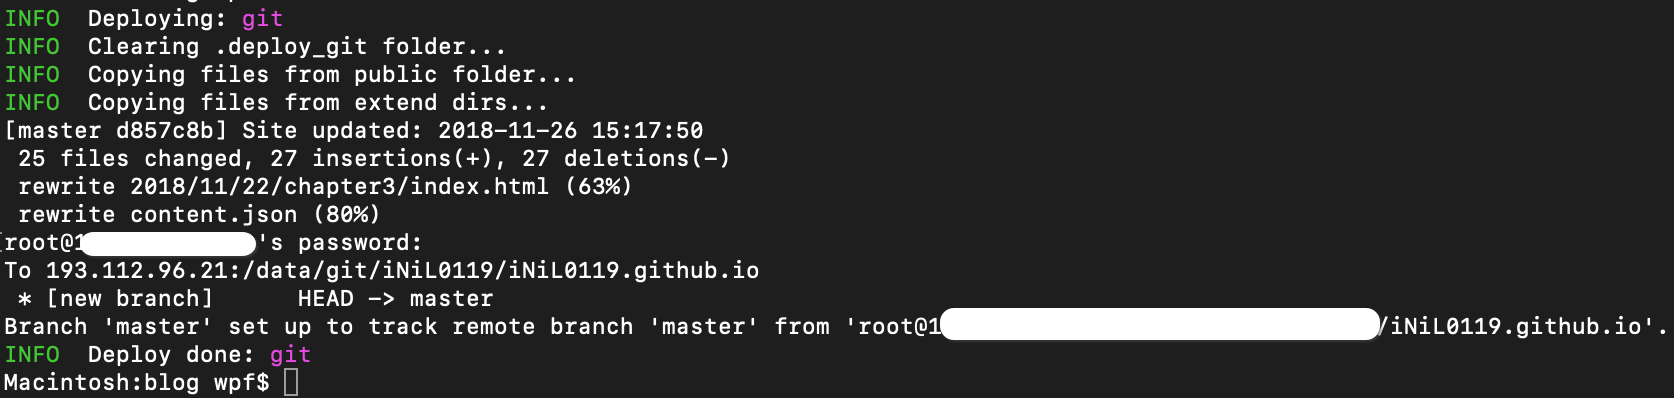 INFO  Deploying: git
INFO  Clearing .deploy_git folder...
INFO  Copying files from public folder...
INFO  Copying files from extend dirs...
[master d857c8b] Site updated: 2018-11-26 15:17:50
 25 files changed, 27 insertions(+), 27 deletions(-)
 rewrite 2018/11/22/chapter3/index.html (63%)
 rewrite content.json (80%)
root@1 's password:
To 193.112.96.21:/data/git/iNiL0119/iNiL0119.github.io
 * [new branch]      HEAD -> master
Branch 'master' set up to track remote branch 'master' from 'root@1 /iNiL0119.github.io'.
INFO  Deploy done: git
Macintosh:blog wpf$